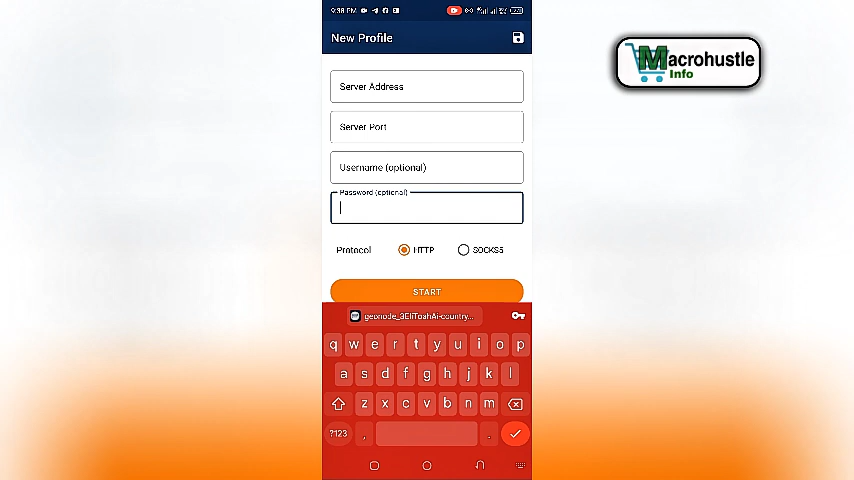 9:38 PM
New Profile
Macrohustle
Info
Server Address
Server Port
Username (optional)
Password (optional)
Protocol
HTTP
SOCKS5
START
geonode_3EliToahAi-country...
q w e r t y u i o p
a s d f g h j k l
z x c v b n m
?123 , .